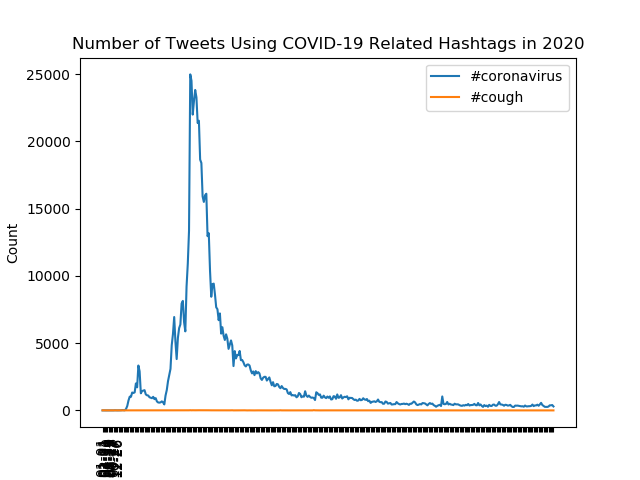 Number of Tweets Using COVID-19 Related Hashtags in 2020
#coronavirus
#cough
25000
20000
15000
10000
5000
0
Count